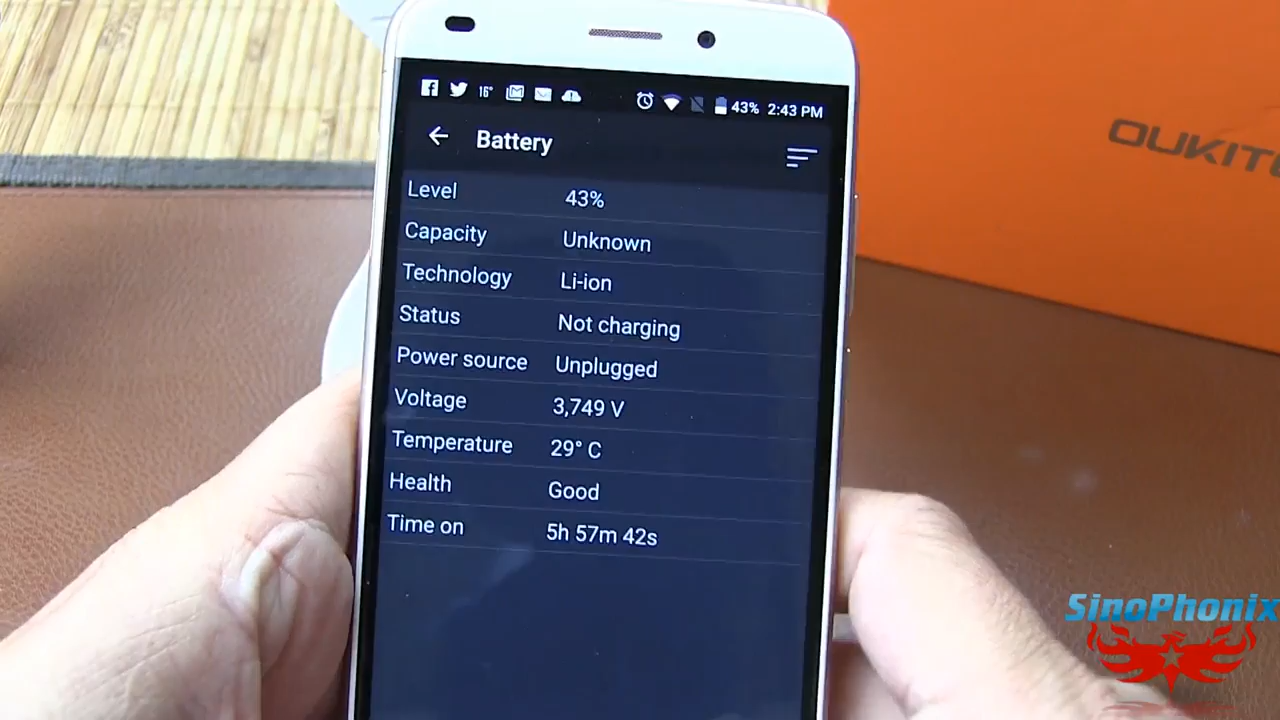 16° 43% 2:43 PM
Battery
Level 43%
Capacity Unknown
Technology Li-ion
Status Not charging
Power source Unplugged
Voltage 3,749 V
Temperature 29° C
Health Good
Time on 5h 57m 42s
OUKIT
SinoPhonix